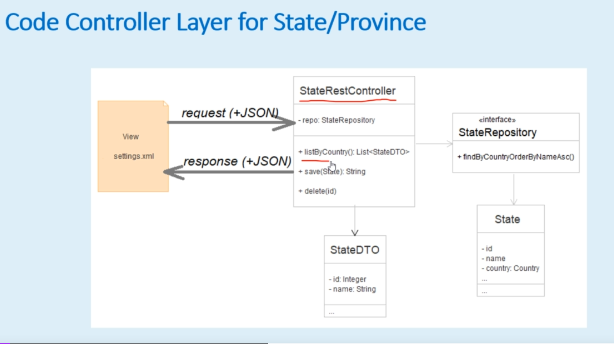 Code Controller Layer for State/Province
View
settings.xml
request (+JSON)
response (+JSON)
StateRestController
- repo: StateRepository
+ listByCountry(): List<StateDTO>
+ save(State): String
+ delete(id)
«interface»
StateRepository
+ findByCountryOrderByNameAsc()
StateDTO
- id: Integer
- name: String
...
State
- id
- name
- country: Country
...
...